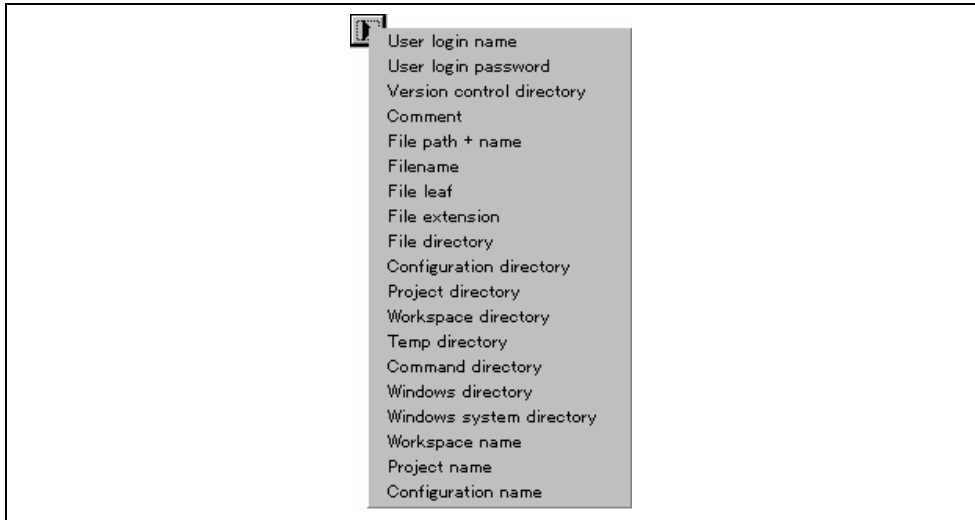 User login name
User login password
Version control directory
Comment
File path + name
Filename
File leaf
File extension
File directory
Configuration directory
Project directory
Workspace directory
Temp directory
Command directory
Windows directory
Windows system directory
Workspace name
Project name
Configuration name